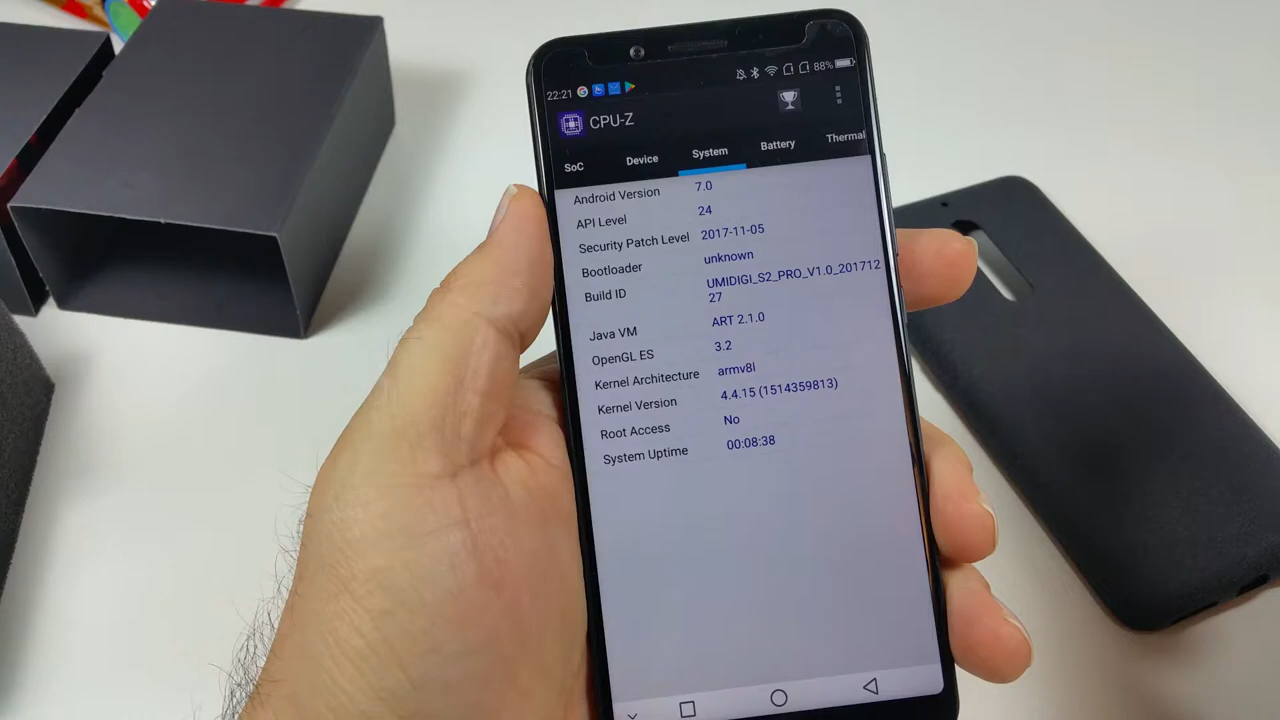 22:21 88%
CPU-Z
SoC Device System Battery Thermal
Android Version 7.0
API Level 24
Security Patch Level 2017-11-05
Bootloader unknown
Build ID UMIDIGI_S2_PRO_V1.0_201712
27
Java VM ART 2.1.0
OpenGL ES 3.2
Kernel Architecture armv8l
Kernel Version 4.4.15 (1514359813)
Root Access No
System Uptime 00:08:38